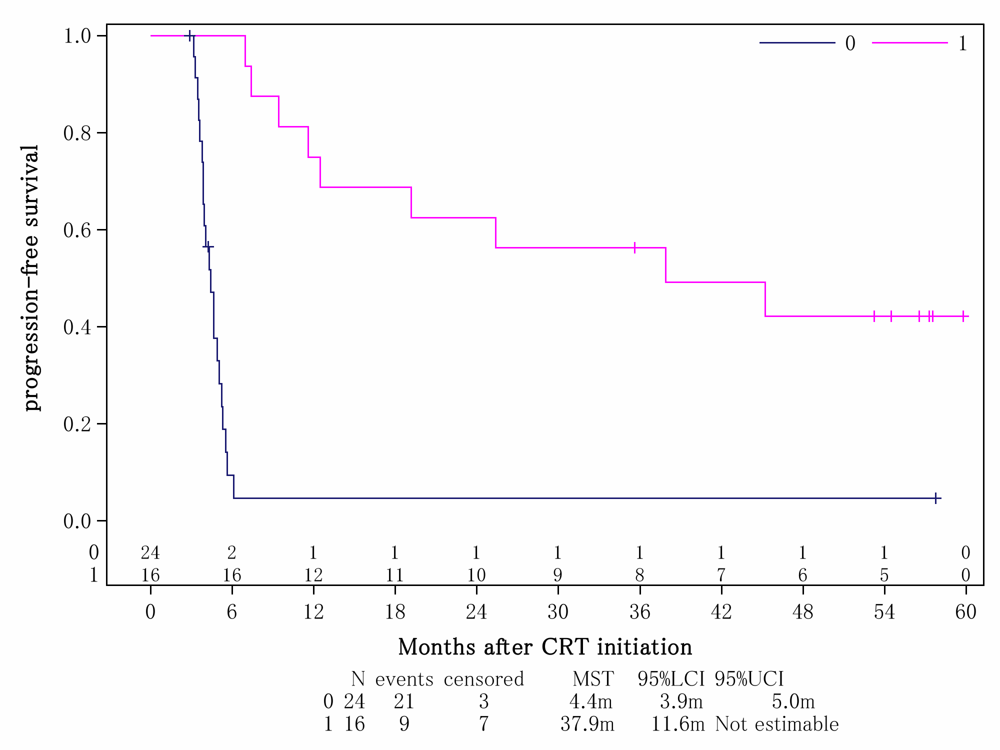 0 1
1.0
0.8
0.6
0.4
0.2
0.0
progression-free survival
0 24 2 1 1 1 1 1 1 1 1 0
1 16 16 12 11 10 9 8 7 6 5 0
0 6 12 18 24 30 36 42 48 54 60
Months after CRT initiation
N events censored MST 95%LCI 95%UCI
0 24 21 3 4.4m 3.9m 5.0m
1 16 9 7 37.9m 11.6m Not estimable